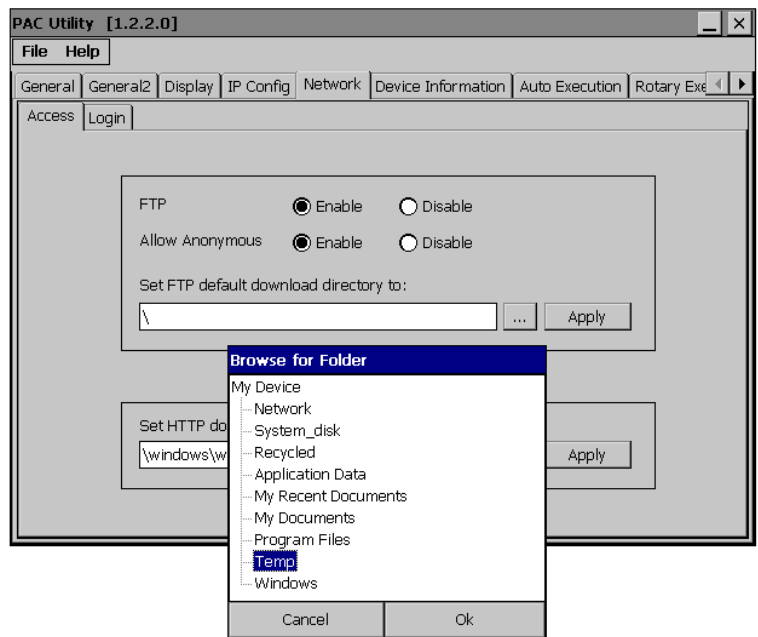 PAC Utility [1.2.2.0]
File Help
General General2 Display IP Config Network Device Information Auto Execution Rotary Exe
Access Login
FTP Enable Disable
Allow Anonymous Enable Disable
Set FTP default download directory to:
\ ... Apply
Browse for Folder
My Device
Network
System_disk
Recycled
Application Data
My Recent Documents
My Documents
Program Files
Temp
Windows
Cancel Ok
Set HTTP do
\windows\w Apply